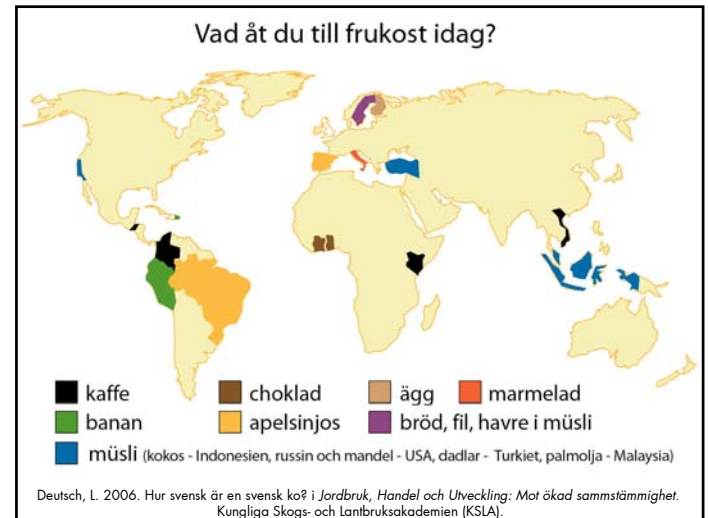 Vad åt du till frukost idag?
kaffe choklad ägg marmelad
banan apelsinjos bröd, fil, havre i müsli
müsli (kokos - Indonesien, russin och mandel - USA, dadlar - Turkiet, palmolja - Malaysia)
Deutsch, L. 2006. Hur svensk är en svensk ko? i Jordbruk, Handel och Utveckling: Mot ökad sammstämmighet.
Kungliga Skogs- och Lantbruksakademien (KSLA).